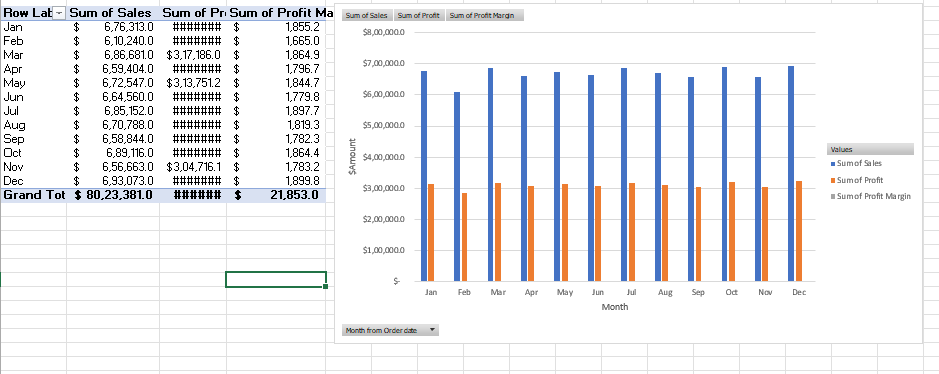 Row Lab Sum of Sales Sum of Pr Sum of Profit Ma
Jan $ 6,76,313.0 ####### $ 1,855.2
Feb $ 6,10,240.0 ####### $ 1,665.0
Mar $ 6,86,681.0 $3,17,186.0 $ 1,864.9
Apr $ 6,59,404.0 ####### $ 1,796.7
May $ 6,72,547.0 $3,13,751.2 $ 1,844.7
Jun $ 6,64,560.0 ####### $ 1,779.8
Jul $ 6,85,152.0 ####### $ 1,897.7
Aug $ 6,70,788.0 ####### $ 1,819.3
Sep $ 6,58,844.0 ####### $ 1,782.3
Oct $ 6,89,116.0 ####### $ 1,864.4
Nov $ 6,56,663.0 $3,04,716.1 $ 1,783.2
Dec $ 6,93,073.0 ####### $ 1,899.8
Grand Tot $ 80,23,381.0 ###### $ 21,853.0
Sum of Sales Sum of Profit Sum of Profit Margin
$8,00,000.0
$7,00,000.0
$6,00,000.0
$5,00,000.0
$4,00,000.0
$3,00,000.0
$2,00,000.0
$1,00,000.0
$-
$Amount
Jan Feb Mar Apr May Jun Jul Aug Sep Oct Nov Dec
Month
Values
Sum of Sales
Sum of Profit
Sum of Profit Margin
Month from Order date